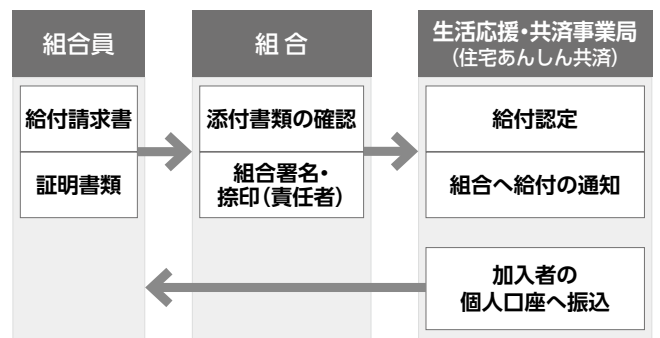 組合員
給付請求書
証明書類
組合
添付書類の確認
組合署名・
捺印(責任者)
生活応援・共済事業局
(住宅あんしん共済)
給付認定
組合へ給付の通知
加入者の
個人口座へ振込